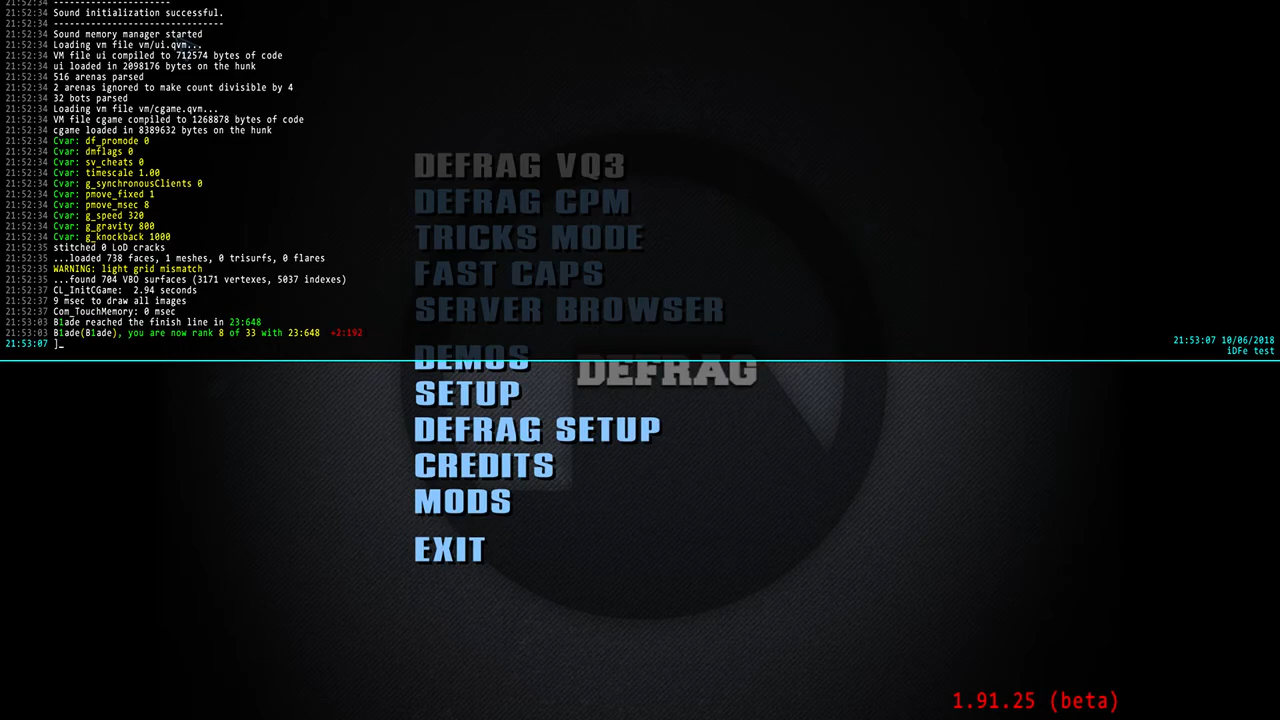 21:52:34 ----------------------
21:52:34 Sound initialization successful.
21:52:34 --------------------------------
21:52:34 Sound memory manager started
21:52:34 Loading vm file vm/ui.qvm...
21:52:34 VM file ui compiled to 712574 bytes of code
21:52:34 ui loaded in 2098176 bytes on the hunk
21:52:34 516 arenas parsed
21:52:34 2 arenas ignored to make count divisible by 4
21:52:34 32 bots parsed
21:52:34 Loading vm file vm/cgame.qvm...
21:52:34 VM file cgame compiled to 1268878 bytes of code
21:52:34 cgame loaded in 8389632 bytes on the hunk
21:52:34 Cvar: df_promode 0
21:52:34 Cvar: dmflags 0
21:52:34 Cvar: sv_cheats 0
21:52:34 Cvar: timescale 1.00
21:52:34 Cvar: g_synchronousClients 0
21:52:34 Cvar: pmove_fixed 1
21:52:34 Cvar: pmove_msec 8
21:52:34 Cvar: g_speed 320
21:52:34 Cvar: g_gravity 800
21:52:34 Cvar: g_knockback 1000
21:52:35 stitched 0 LoD cracks
21:52:35 ...loaded 738 faces, 1 meshes, 0 trisurfs, 0 flares
21:52:35 WARNING: light grid mismatch
21:52:35 ...found 704 VBO surfaces (3171 vertexes, 5037 indexes)
21:52:37 CL_InitCGame:  2.94 seconds
21:52:37 9 msec to draw all images
21:52:37 Com_TouchMemory: 0 msec
21:53:03 B1ade reached the finish line in 23:648
21:53:03 B1ade(B1ade), you are now rank 8 of 33 with 23:648  +2:192
21:53:07 ]_
21:53:07 10/06/2018
iDFe test
DEFRAG VQ3
DEFRAG CPM
TRICKS MODE
FAST CAPS
SERVER BROWSER
DEMOS
DEFRAG
SETUP
DEFRAG SETUP
CREDITS
MODS
EXIT
1.91.25 (beta)